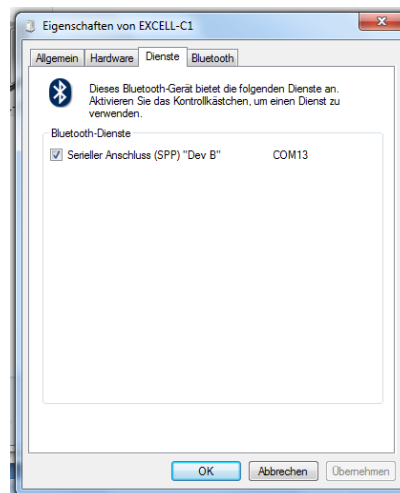 Eigenschaften von EXCELL-C1
Allgemein Hardware Dienste Bluetooth
Dieses Bluetooth-Gerät bietet die folgenden Dienste an.
Aktivieren Sie das Kontrollkästchen, um einen Dienst zu
verwenden.
Bluetooth-Dienste
Serieller Anschluss (SPP) "Dev B" COM13
OK Abbrechen Übernehmen